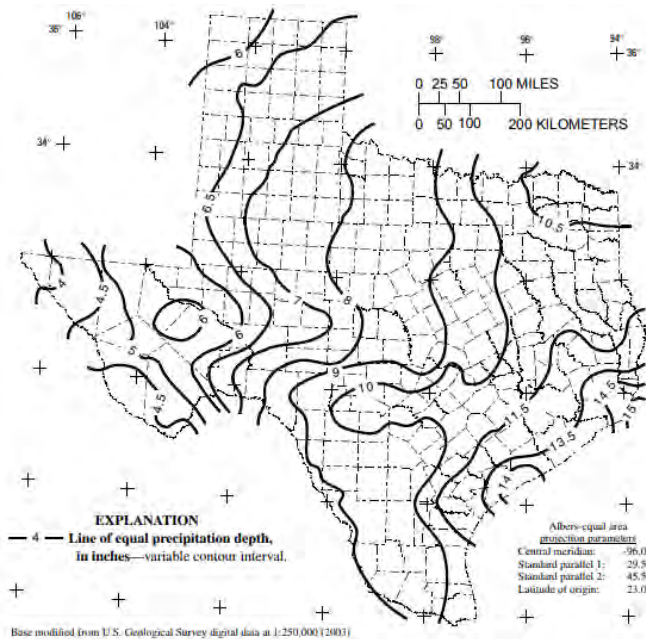 106°
36°
104°
98°
96°
94°
36°
0 25 50 100 MILES
0 50 100 200 KILOMETERS
34°
34°
6
6.5
10.5
4
4.5
6
7
8
6
5
9
10
4.5
11.5
14.5
15
13.5
14
EXPLANATION
4 Line of equal precipitation depth,
in inches—variable contour interval.
Albers-equal area
projection parameters
Central meridian: -96.0
Standard parallel 1: 29.5
Standard parallel 2: 45.5
Latitude of origin: 23.0
Base modified from U.S. Geological Survey digital data at 1:250,000 (2003)